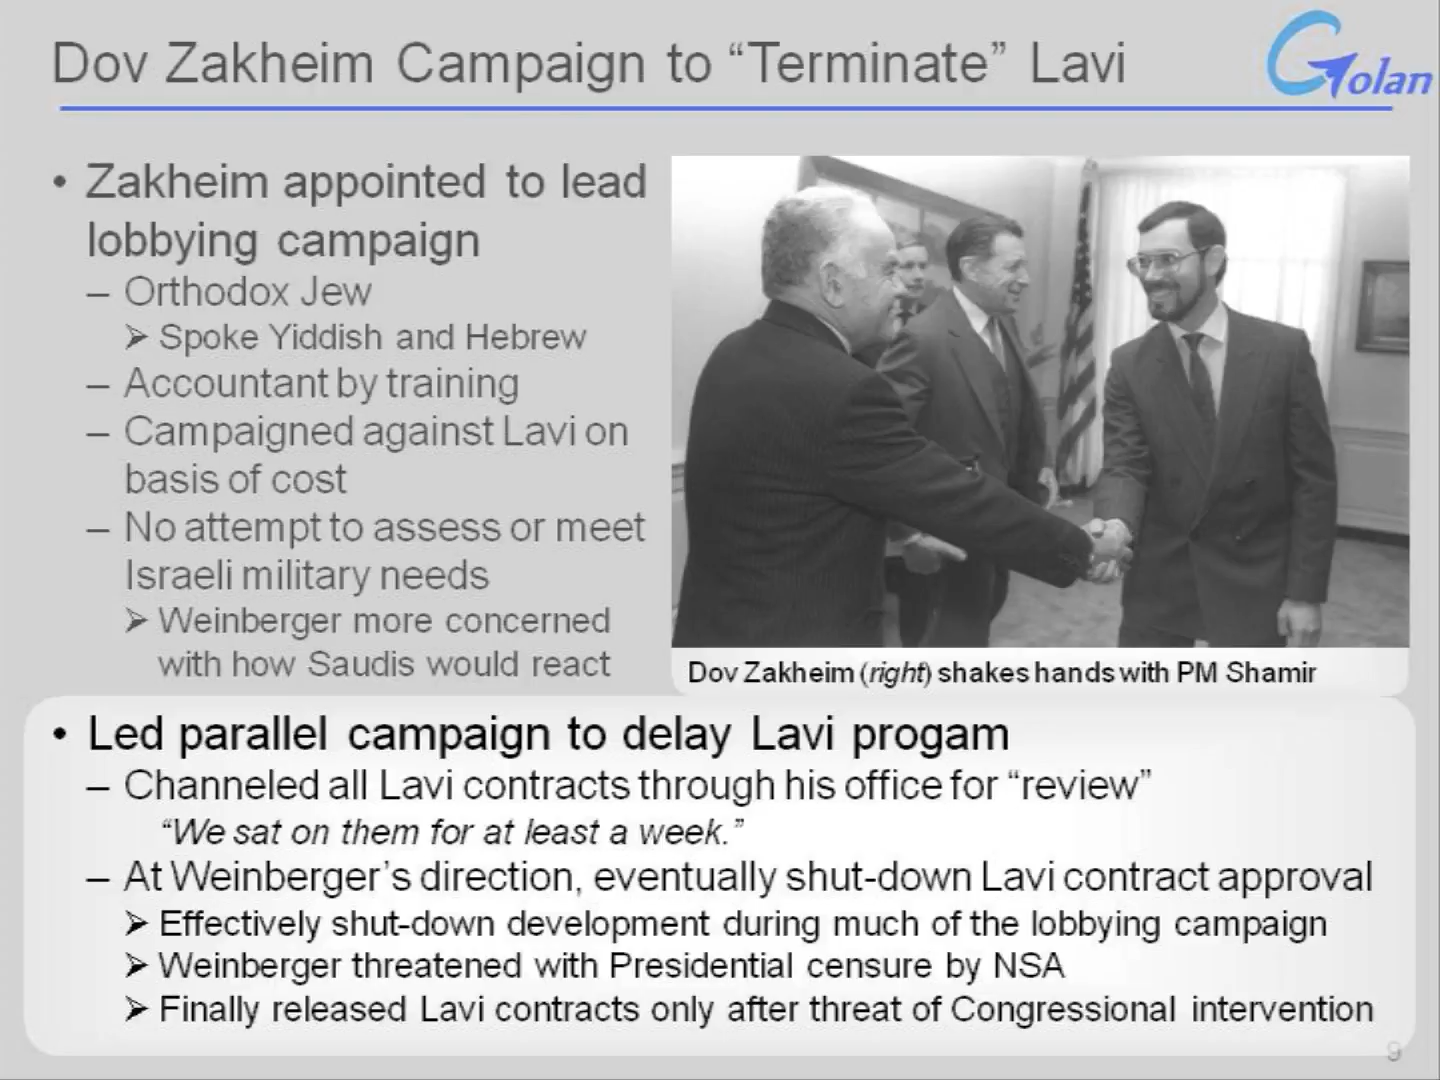 Dov Zakheim Campaign to “Terminate” Lavi
Golan
• Zakheim appointed to lead
lobbying campaign
– Orthodox Jew
➢ Spoke Yiddish and Hebrew
– Accountant by training
– Campaigned against Lavi on
basis of cost
– No attempt to assess or meet
Israeli military needs
➢ Weinberger more concerned
with how Saudis would react
Dov Zakheim (right) shakes hands with PM Shamir
• Led parallel campaign to delay Lavi progam
– Channeled all Lavi contracts through his office for “review”
“We sat on them for at least a week.”
– At Weinberger’s direction, eventually shut-down Lavi contract approval
➢ Effectively shut-down development during much of the lobbying campaign
➢ Weinberger threatened with Presidential censure by NSA
➢ Finally released Lavi contracts only after threat of Congressional intervention
9